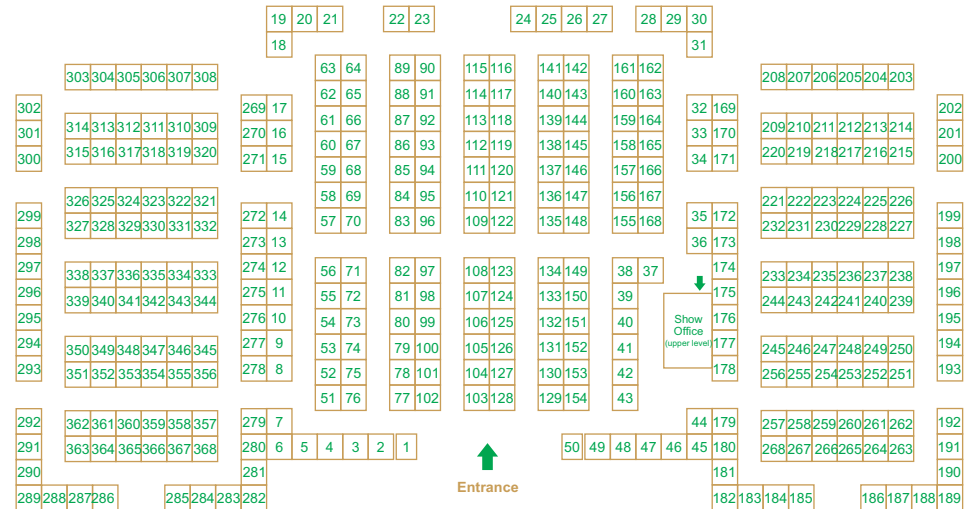 19 20 21 22 23 24 25 26 27 28 29 30
18 31
63 64 89 90 115 116 141 142 161 162
303 304 305 306 307 308 208 207 206 205 204 203
62 65 88 91 114 117 140 143 160 163
302 269 17 32 169 202
61 66 87 92 113 118 139 144 159 164
314 313 312 311 310 309 209 210 211 212 213 214
301 270 16 33 170 201
60 67 86 93 112 119 138 145 158 165
315 316 317 318 319 320 220 219 218 217 216 215
300 271 15 34 171 200
59 68 85 94 111 120 137 146 157 166
58 69 84 95 110 121 136 147 156 167
326 325 324 323 322 321 221 222 223 224 225 226
299 272 14 35 172 199
57 70 83 96 109 122 135 148 155 168
327 328 329 330 331 332 232 231 230 229 228 227
298 273 13 36 173 198
297 274 12 174 197
56 71 82 97 108 123 134 149 38 37
338 337 336 335 334 333 233 234 235 236 237 238
296 275 11 175 196
55 72 81 98 107 124 133 150 39
339 340 341 342 343 344 244 243 242 241 240 239
295 276 10 176 195
54 73 80 99 106 125 132 151 40
Show
Office
(upper level)
294 277 9 177 194
53 74 79 100 105 126 131 152 41
350 349 348 347 346 345 245 246 247 248 249 250
293 278 8 178 193
52 75 78 101 104 127 130 153 42
351 352 353 354 355 356 256 255 254 253 252 251
51 76 77 102 103 128 129 154 43
292 279 7 44 179 192
362 361 360 359 358 357 257 258 259 260 261 262
291 280 6 5 4 3 2 1 50 49 48 47 46 45 180 191
363 364 365 366 367 368 268 267 266 265 264 263
290 281 181 190
Entrance
289 288 287 286 285 284 283 282 182 183 184 185 186 187 188 189